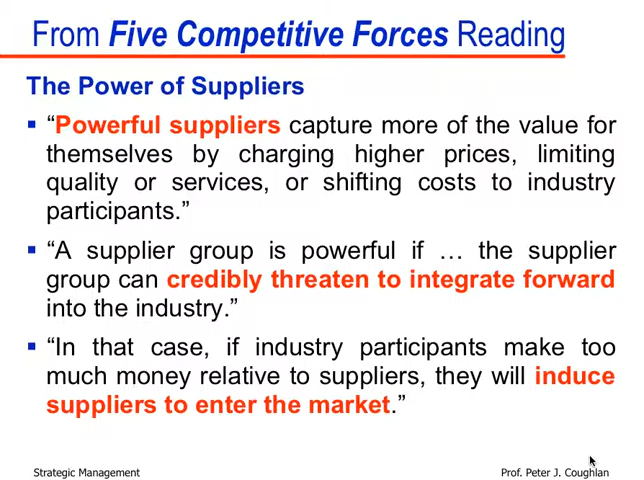 From Five Competitive Forces Reading
The Power of Suppliers
▪ “Powerful suppliers capture more of the value for
themselves by charging higher prices, limiting
quality or services, or shifting costs to industry
participants.”
▪ “A supplier group is powerful if … the supplier
group can credibly threaten to integrate forward
into the industry.”
▪ “In that case, if industry participants make too
much money relative to suppliers, they will induce
suppliers to enter the market.”
Strategic Management
Prof. Peter J. Coughlan